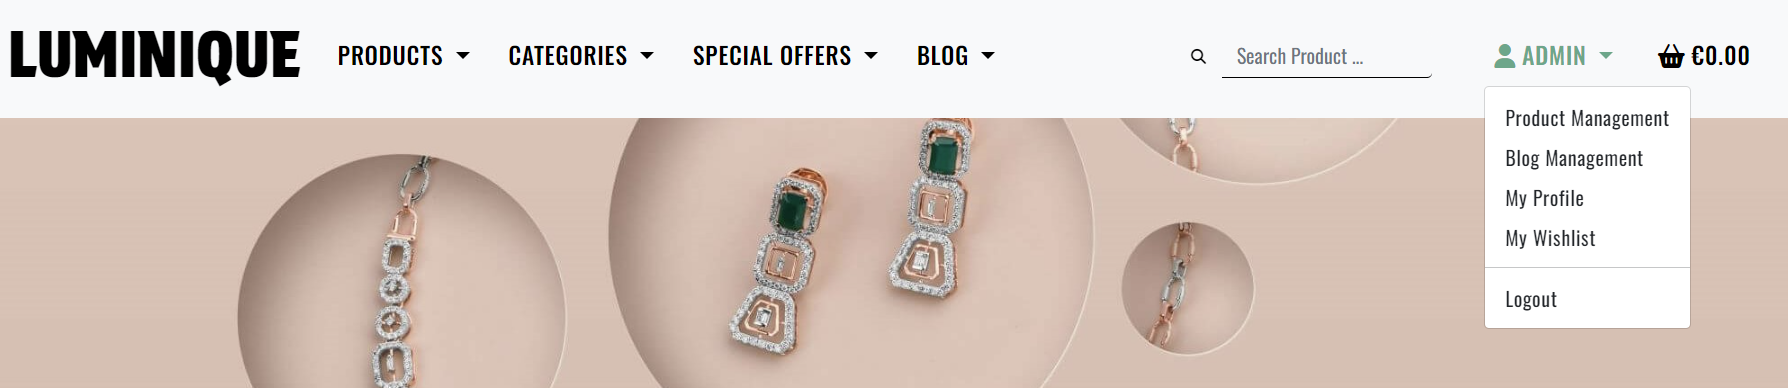 LUMINIQUE
PRODUCTS
CATEGORIES
SPECIAL OFFERS
BLOG
Search Product ...
ADMIN
€0.00
Product Management
Blog Management
My Profile
My Wishlist
Logout